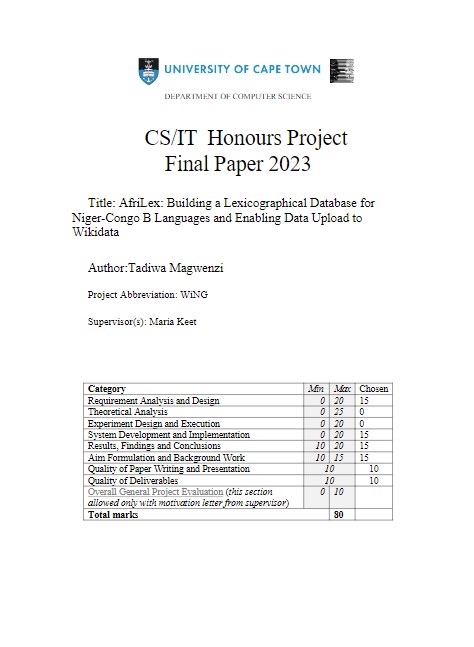 UNIVERSITY OF CAPE TOWN
DEPARTMENT OF COMPUTER SCIENCE
CS/IT Honours Project
Final Paper 2023
Title: AfriLex: Building a Lexicographical Database for
Niger-Congo B Languages and Enabling Data Upload to
Wikidata
Author:Tadiwa Magwenzi
Project Abbreviation: WiNG
Supervisor(s): Maria Keet
Category Min Max Chosen
Requirement Analysis and Design 0 20 15
Theoretical Analysis 0 25 0
Experiment Design and Execution 0 20 0
System Development and Implementation 0 20 15
Results, Findings and Conclusions 10 20 15
Aim Formulation and Background Work 10 15 15
Quality of Paper Writing and Presentation 10 10
Quality of Deliverables 10 10
Overall General Project Evaluation (this section 0 10
allowed only with motivation letter from supervisor)
Total marks 80